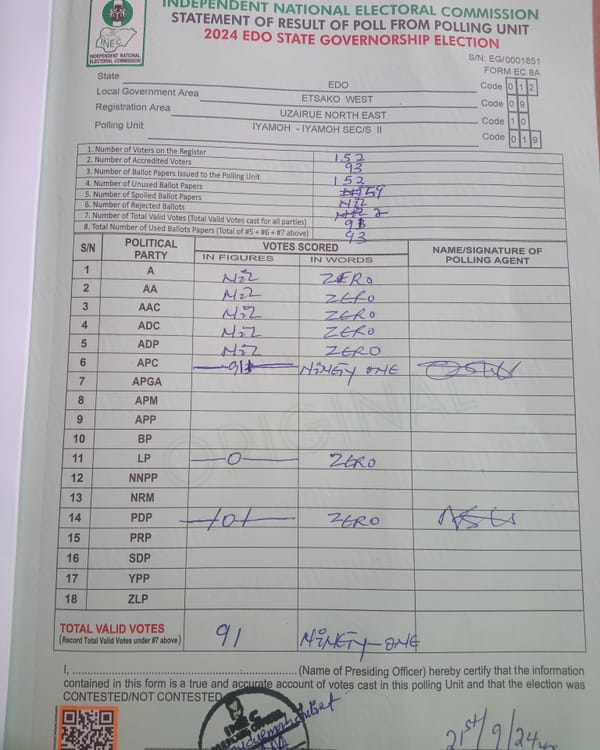 INDEPENDENT NATIONAL ELECTORAL COMMISSION
STATEMENT OF RESULT OF POLL FROM POLLING UNIT
2024 EDO STATE GOVERNORSHIP ELECTION
INEC
INDEPENDENT NATIONAL
ELECTORAL COMMISSION
S/N: EG/0001851
FORM EC 8A
State EDO Code 0 1 2
Local Government Area ETSAKO WEST Code 0 9
Registration Area UZAIRUE NORTH EAST Code 1 0
Polling Unit IYAMOH - IYAMOH SEC/S II Code 0 1 9
1. Number of Voters on the Register 152
2. Number of Accredited Voters 93
3. Number of Ballot Papers Issued to the Polling Unit 152
4. Number of Unused Ballot Papers 59
5. Number of Spoiled Ballot Papers NiL
6. Number of Rejected Ballots 2
7. Number of Total Valid Votes (Total Valid Votes cast for all parties) 91
8. Total Number of Used Ballots Papers (Total of #5 + #6 + #7 above) 93
S/N POLITICAL PARTY VOTES SCORED NAME/SIGNATURE OF POLLING AGENT
IN FIGURES IN WORDS
1 A NiL ZERO
2 AA NiL ZERO
3 AAC NiL ZERO
4 ADC NiL ZERO
5 ADP NiL ZERO
6 APC 91 NiNETY ONE
7 APGA
8 APM
9 APP
10 BP
11 LP 0 ZERO
12 NNPP
13 NRM
14 PDP 0 ZERO
15 PRP
16 SDP
17 YPP
18 ZLP
ORIGINAL
TOTAL VALID VOTES 91 NiNETY-ONE
(Record Total Valid Votes under #7 above)
I, ...(Name of Presiding Officer) hereby certify that the information
contained in this form is a true and accurate account of votes cast in this polling Unit and that the election was
CONTESTED/NOT CONTESTED
21st/9/24